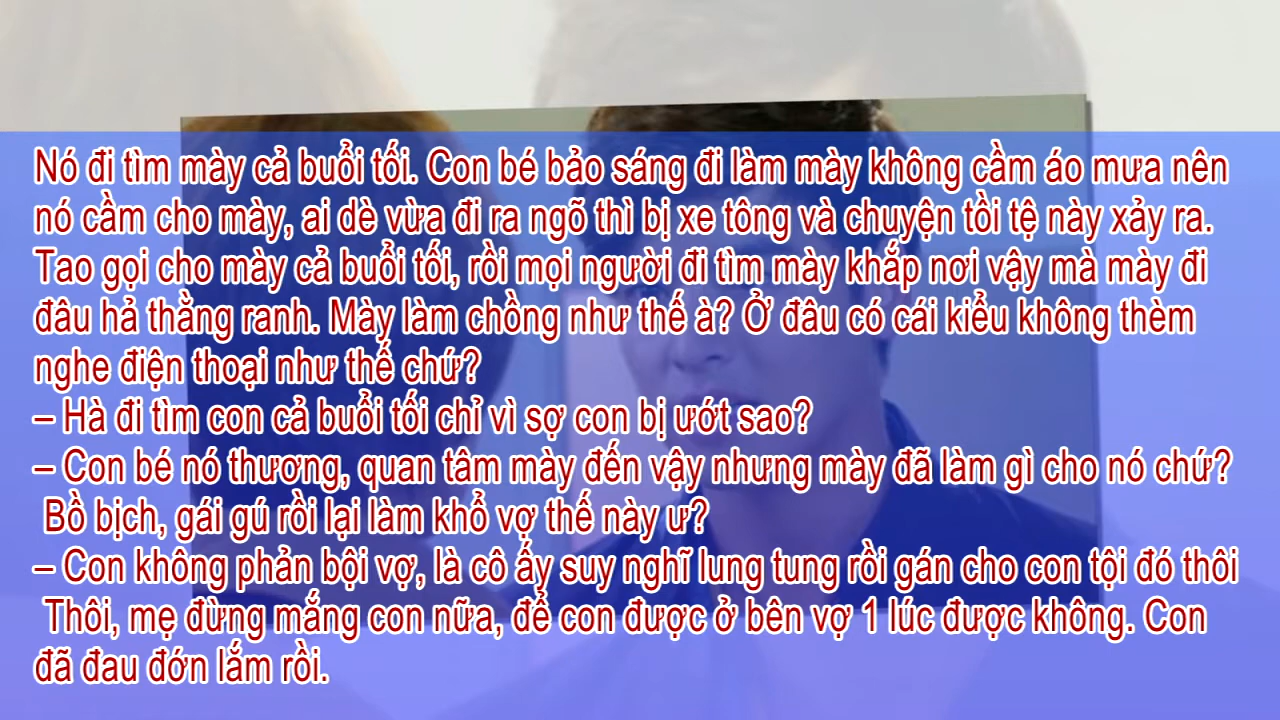 Nó đi tìm mày cả buổi tối. Con bé bảo sáng đi làm mày không cầm áo mưa nên
nó cầm cho mày, ai dè vừa đi ra ngõ thì bị xe tông và chuyện tồi tệ này xảy ra.
Tao gọi cho mày cả buổi tối, rồi mọi người đi tìm mày khắp nơi vậy mà mày đi
đâu hả thằng ranh. Mày làm chồng như thế à? Ở đâu có cái kiểu không thèm
nghe điện thoại như thế chứ?
– Hà đi tìm con cả buổi tối chỉ vì sợ con bị ướt sao?
– Con bé nó thương, quan tâm mày đến vậy nhưng mày đã làm gì cho nó chứ?
Bồ bịch, gái gú rồi lại làm khổ vợ thế này ư?
– Con không phản bội vợ, là cô ấy suy nghĩ lung tung rồi gán cho con tội đó thôi
Thôi, mẹ đừng mắng con nữa, để con được ở bên vợ 1 lúc được không. Con
đã đau đớn lắm rồi.